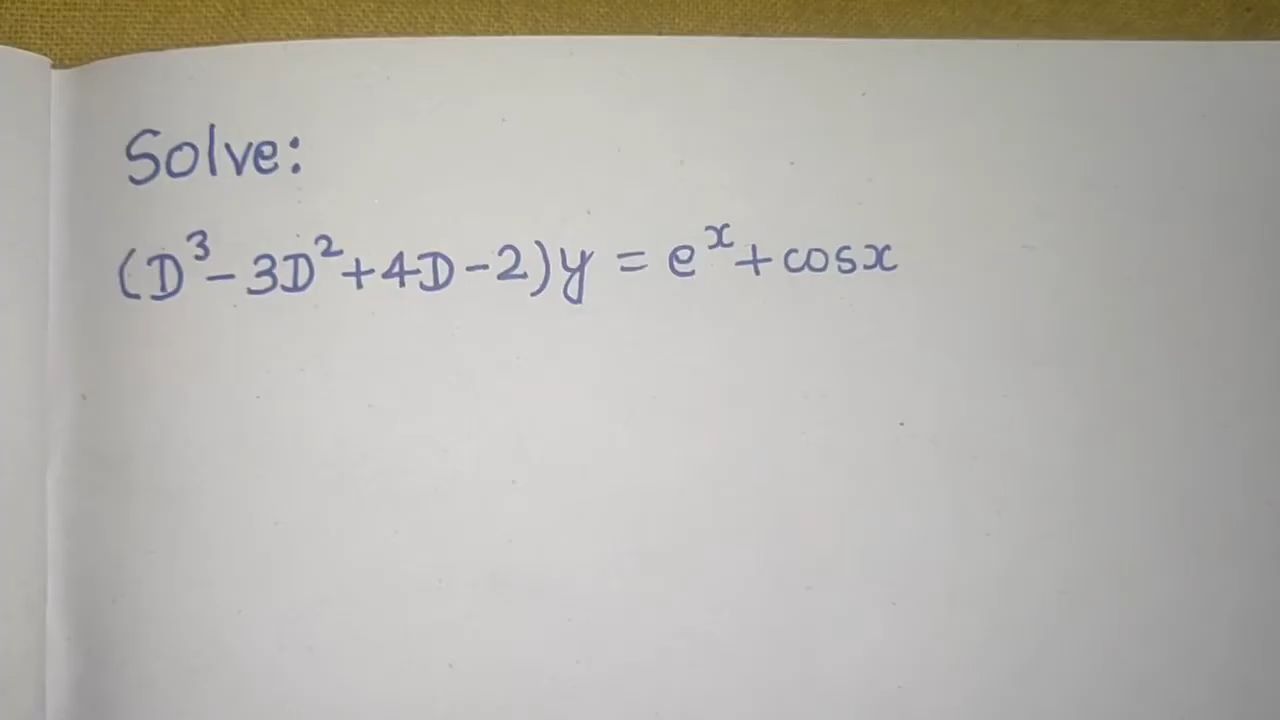 Solve:
(D³-3D²+4D-2)y = eˣ+cosx